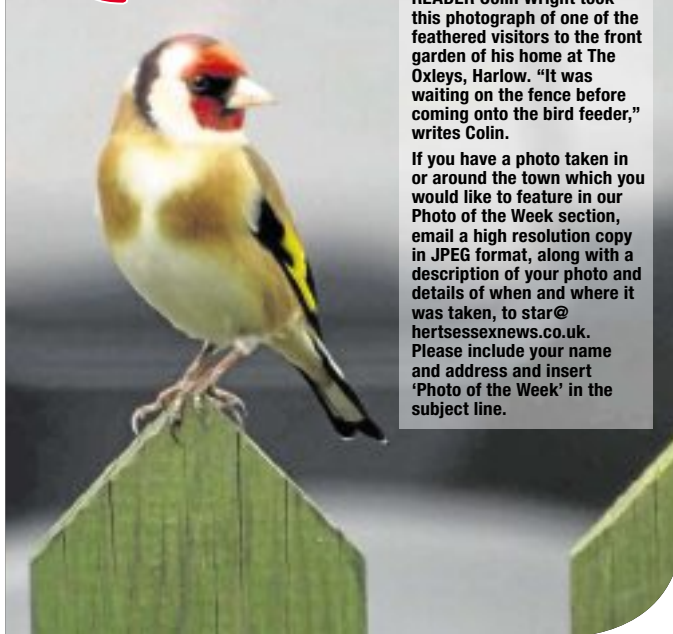 READER Colin Wright took
this photograph of one of the
feathered visitors to the front
garden of his home at The
Oxleys, Harlow. “It was
waiting on the fence before
coming onto the bird feeder,”
writes Colin.
If you have a photo taken in
or around the town which you
would like to feature in our
Photo of the Week section,
email a high resolution copy
in JPEG format, along with a
description of your photo and
details of when and where it
was taken, to star@
hertsessexnews.co.uk.
Please include your name
and address and insert
‘Photo of the Week’ in the
subject line.